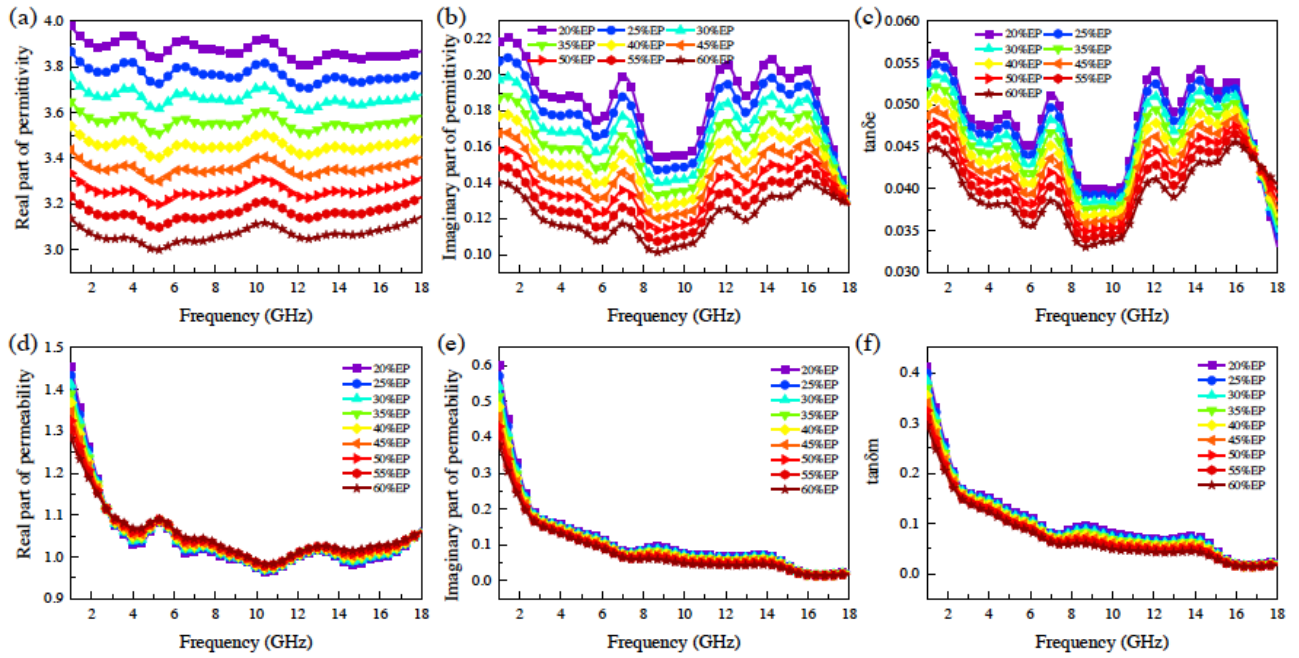 (a)
Real part of permittivity
4.0
3.8
3.6
3.4
3.2
3.0
2 4 6 8 10 12 14 16 18
Frequency (GHz)
(b)
Imaginary part of permittivity
0.22
0.20
0.18
0.16
0.14
0.12
0.10
20%EP 25%EP 30%EP
35%EP 40%EP 45%EP
50%EP 55%EP 60%EP
2 4 6 8 10 12 14 16 18
Frequency (GHz)
(c)
tanδe
0.060
0.055
0.050
0.045
0.040
0.035
0.030
20%EP 25%EP
30%EP 35%EP
40%EP 45%EP
50%EP 55%EP
60%EP
2 4 6 8 10 12 14 16 18
Frequency (GHz)
(d)
Real part of permeability
1.5
1.4
1.3
1.2
1.1
1.0
0.9
20%EP
25%EP
30%EP
35%EP
40%EP
45%EP
50%EP
55%EP
60%EP
2 4 6 8 10 12 14 16 18
Frequency (GHz)
(e)
Imaginary part of permeability
0.6
0.5
0.4
0.3
0.2
0.1
0.0
20%EP
25%EP
30%EP
35%EP
40%EP
45%EP
50%EP
55%EP
60%EP
2 4 6 8 10 12 14 16 18
Frequency (GHz)
(f)
tanδm
0.4
0.3
0.2
0.1
0.0
20%EP
25%EP
30%EP
35%EP
40%EP
45%EP
50%EP
55%EP
60%EP
2 4 6 8 10 12 14 16 18
Frequency (GHz)